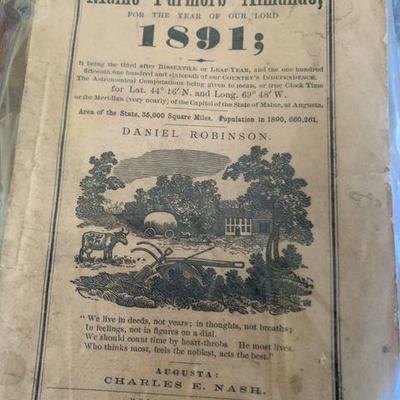 Maine Farmers' Almanac,
FOR THE YEAR OF OUR LORD
1891;
It being the third after BISSEXTILE or LEAP-YEAR, and the one hundred
fifteenth one hundred and sixteenth of our COUNTRY'S INDEPENDENCE.
The Astronomical Computations being given to mean, or true Clock Time
for Lat. 44° 16′ N. and Long. 69° 48′ W.
or the Meridian (very nearly) of the Capitol of the State of Maine, at Augusta.
Area of the State, 35,000 Square Miles. Population in 1890, 660,261.
DANIEL ROBINSON.
"We live in deeds, not years; in thoughts, not breaths;
In feelings, not in figures on a dial.
We should count time by heart-throbs He most lives
Who thinks most, feels the noblest, acts the best."
AUGUSTA:
CHARLES E. NASH.